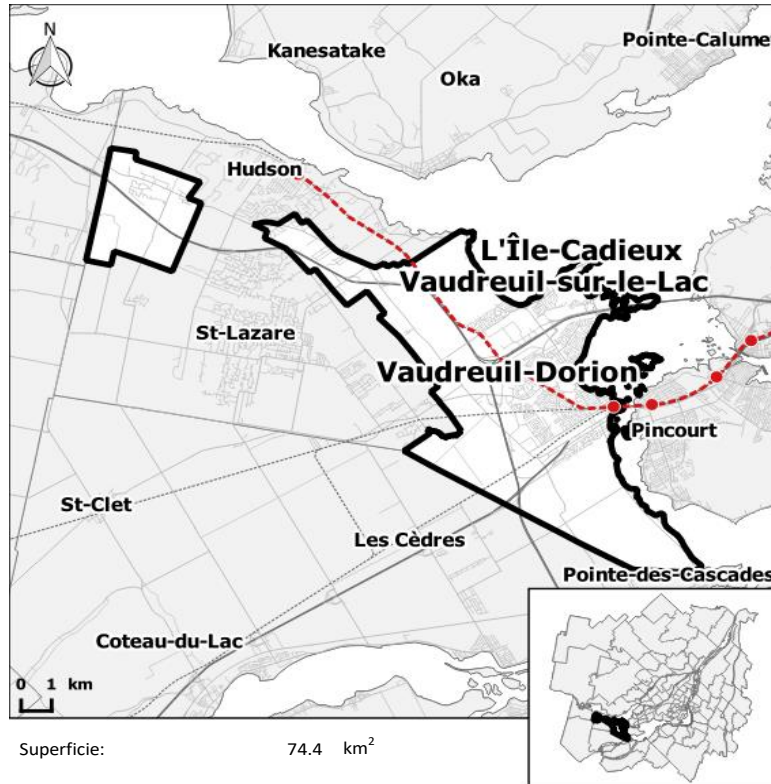 N
Kanesatake
Pointe-Calume
Oka
Hudson
L'Île-Cadieux
Vaudreuil-sur-le-Lac
St-Lazare
Vaudreuil-Dorion
Pincourt
St-Clet
Les Cèdres
Pointe-des-Cascades
Coteau-du-Lac
0 1 km
Superficie: 74.4 km²